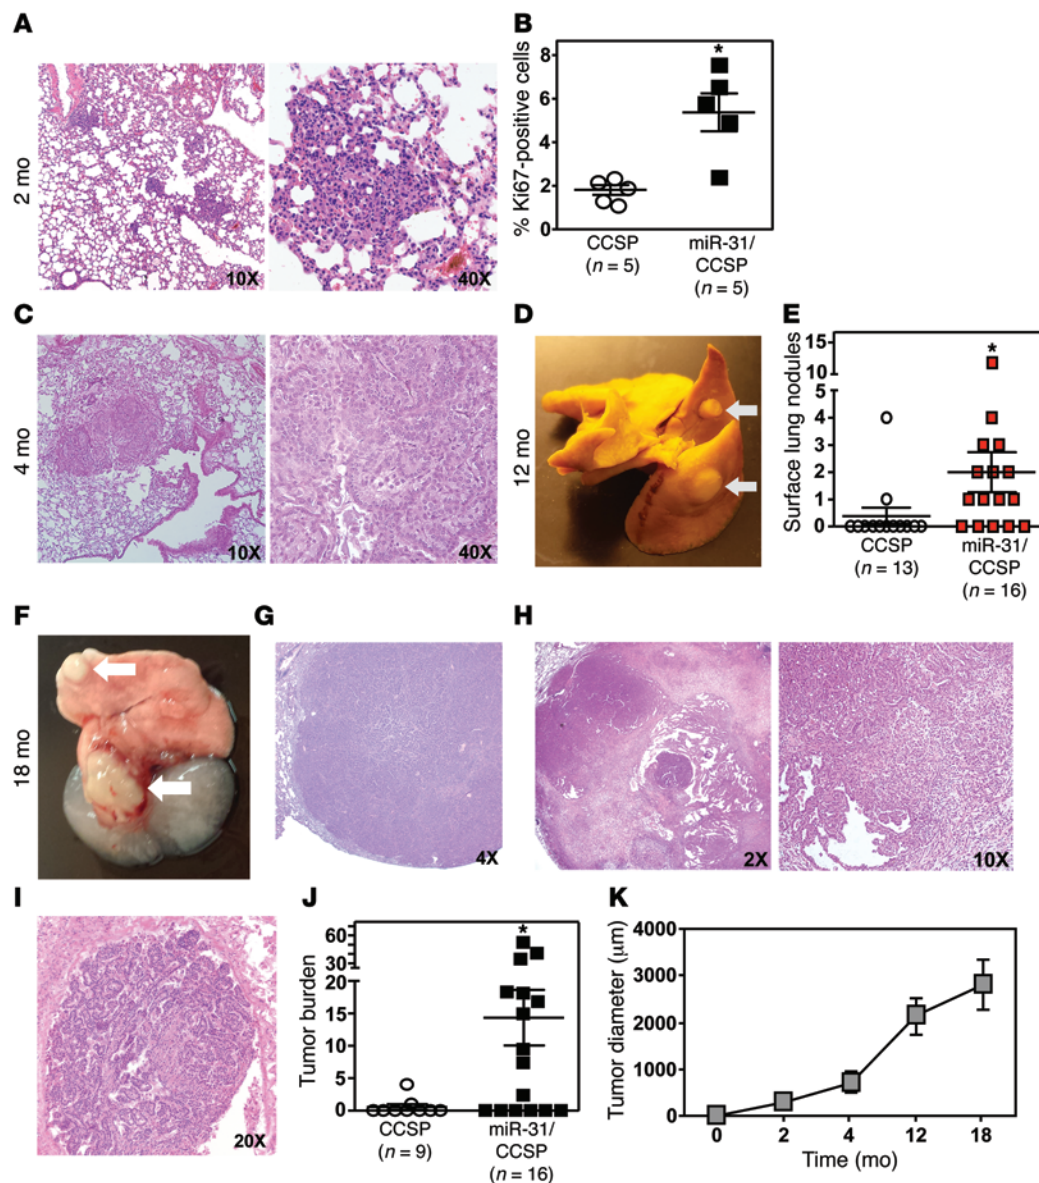 A
2 mo
10X
40X
B
% Ki67-positive cells
8
6
4
2
0
*
CCSP
(n = 5)
miR-31/
CCSP
(n = 5)
C
4 mo
10X
40X
D
12 mo
E
Surface lung nodules
15
10
5
4
3
2
1
0
*
CCSP
(n = 13)
miR-31/
CCSP
(n = 16)
F
18 mo
G
4X
H
2X
10X
I
20X
J
Tumor burden
60
30
20
15
10
5
0
*
CCSP
(n = 9)
miR-31/
CCSP
(n = 16)
K
Tumor diameter (μm)
4000
3000
2000
1000
0
0 2 4 12 18
Time (mo)